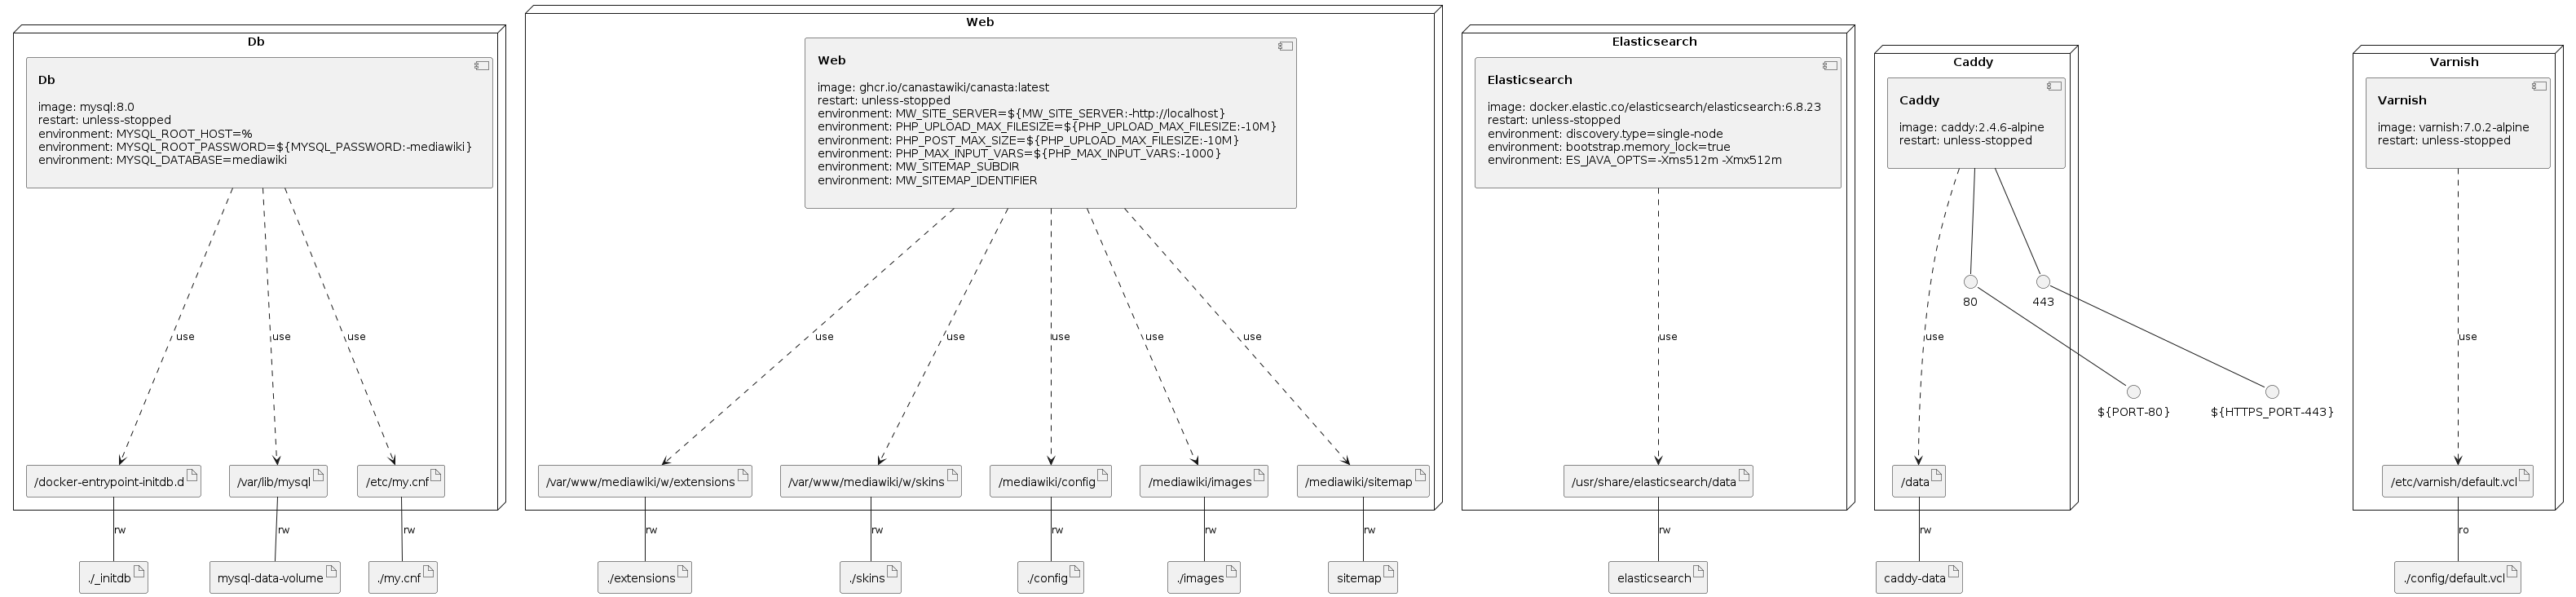 Db
Db
image: mysql:8.0
restart: unless-stopped
environment: MYSQL_ROOT_HOST=%
environment: MYSQL_ROOT_PASSWORD=${MYSQL_PASSWORD:-mediawiki}
environment: MYSQL_DATABASE=mediawiki
use
use
use
/docker-entrypoint-initdb.d
/var/lib/mysql
/etc/my.cnf
rw
rw
rw
./_initdb
mysql-data-volume
./my.cnf
Web
Web
image: ghcr.io/canastawiki/canasta:latest
restart: unless-stopped
environment: MW_SITE_SERVER=${MW_SITE_SERVER:-http://localhost}
environment: PHP_UPLOAD_MAX_FILESIZE=${PHP_UPLOAD_MAX_FILESIZE:-10M}
environment: PHP_POST_MAX_SIZE=${PHP_UPLOAD_MAX_FILESIZE:-10M}
environment: PHP_MAX_INPUT_VARS=${PHP_MAX_INPUT_VARS:-1000}
environment: MW_SITEMAP_SUBDIR
environment: MW_SITEMAP_IDENTIFIER
use
use
use
use
use
/var/www/mediawiki/w/extensions
/var/www/mediawiki/w/skins
/mediawiki/config
/mediawiki/images
/mediawiki/sitemap
rw
rw
rw
rw
rw
./extensions
./skins
./config
./images
sitemap
Elasticsearch
Elasticsearch
image: docker.elastic.co/elasticsearch/elasticsearch:6.8.23
restart: unless-stopped
environment: discovery.type=single-node
environment: bootstrap.memory_lock=true
environment: ES_JAVA_OPTS=-Xms512m -Xmx512m
use
/usr/share/elasticsearch/data
rw
elasticsearch
Caddy
Caddy
image: caddy:2.4.6-alpine
restart: unless-stopped
80
443
use
${PORT-80}
${HTTPS_PORT-443}
/data
rw
caddy-data
Varnish
Varnish
image: varnish:7.0.2-alpine
restart: unless-stopped
use
/etc/varnish/default.vcl
ro
./config/default.vcl